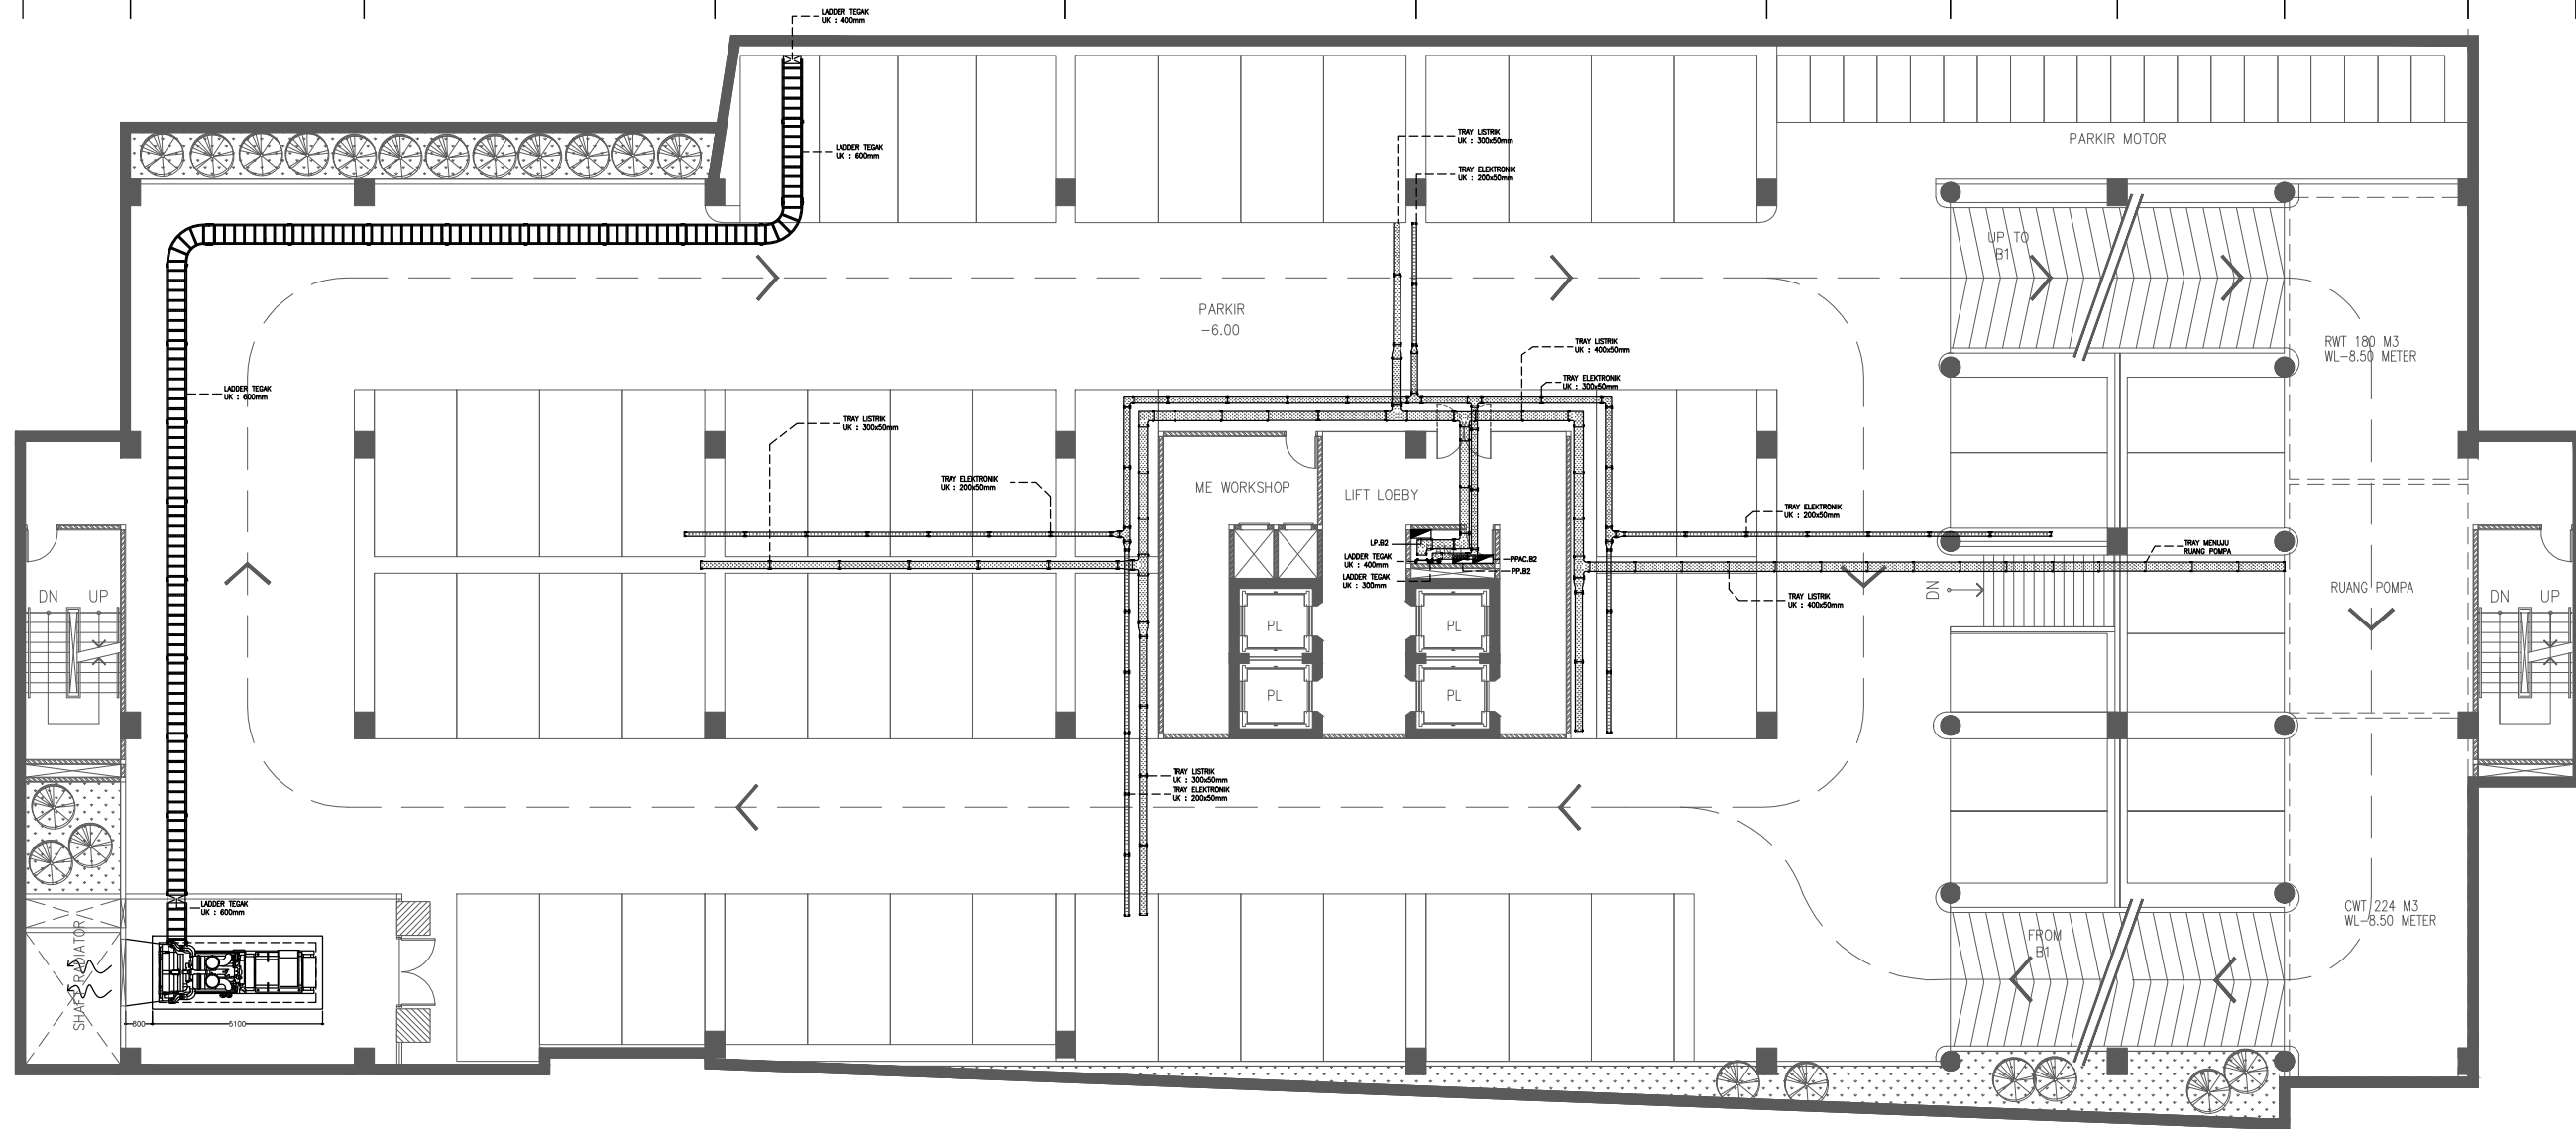 LADDER TEGAK
UK : 400mm
LADDER TEGAK
UK : 600mm
TRAY LISTRIK
UK : 300x50mm
TRAY ELEKTRONIK
UK : 200x50mm
PARKIR MOTOR
UP TO
B1
PARKIR
-6.00
RWT 180 M3
WL-8.50 METER
TRAY LISTRIK
UK : 400x50mm
TRAY ELEKTRONIK
UK : 300x50mm
LADDER TEGAK
UK : 600mm
TRAY LISTRIK
UK : 300x50mm
TRAY ELEKTRONIK
UK : 200x50mm
ME WORKSHOP
LIFT LOBBY
TRAY ELEKTRONIK
UK : 200x50mm
LP.B2
LADDER TEGAK
UK : 400mm
LADDER TEGAK
UK : 300mm
PPAC.B2
PP.B2
TRAY MENUJU
RUANG POMPA
TRAY LISTRIK
UK : 400x50mm
DN
RUANG POMPA
DN UP
DN UP
PL
PL
PL
PL
TRAY LISTRIK
UK : 300x50mm
TRAY ELEKTRONIK
UK : 200x50mm
LADDER TEGAK
UK : 600mm
SHAFT RADIATOR
800
5100
FROM
B1
CWT 224 M3
WL-8.50 METER